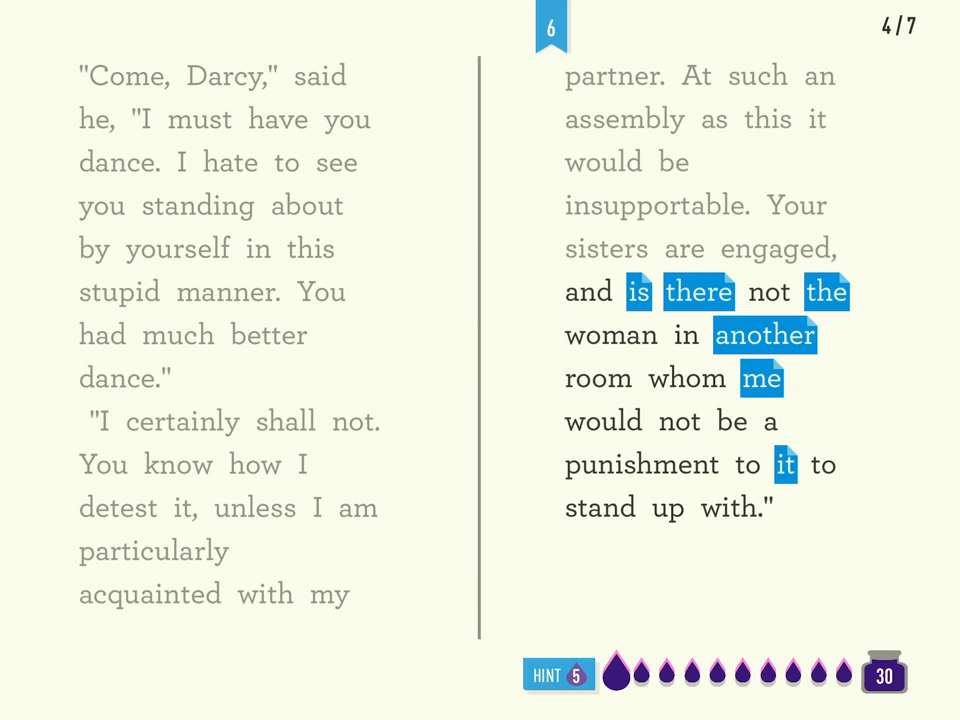 6
4/7
"Come, Darcy," said
he, "I must have you
dance. I hate to see
you standing about
by yourself in this
stupid manner. You
had much better
dance."
"I certainly shall not.
You know how I
detest it, unless I am
particularly
acquainted with my
partner. At such an
assembly as this it
would be
insupportable. Your
sisters are engaged,
and is there not the
woman in another
room whom me
would not be a
punishment to it to
stand up with."
HINT 5
30